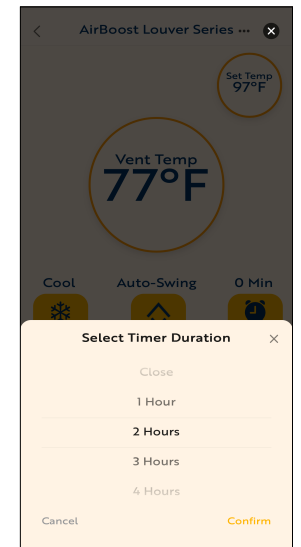 AirBoost Louver Series
Set Temp
97°F
Vent Temp
77°F
Cool Auto-Swing 0 Min
Select Timer Duration
Close
1 Hour
2 Hours
3 Hours
4 Hours
Cancel Confirm